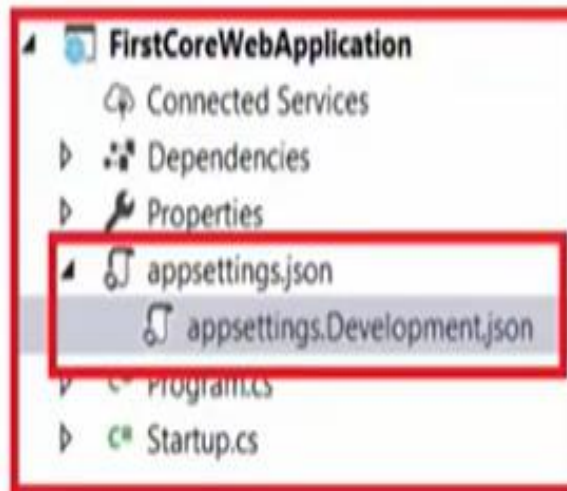 FirstCoreWebApplication
Connected Services
Dependencies
Properties
appsettings.json
appsettings.Development.json
Program.cs
C# Startup.cs